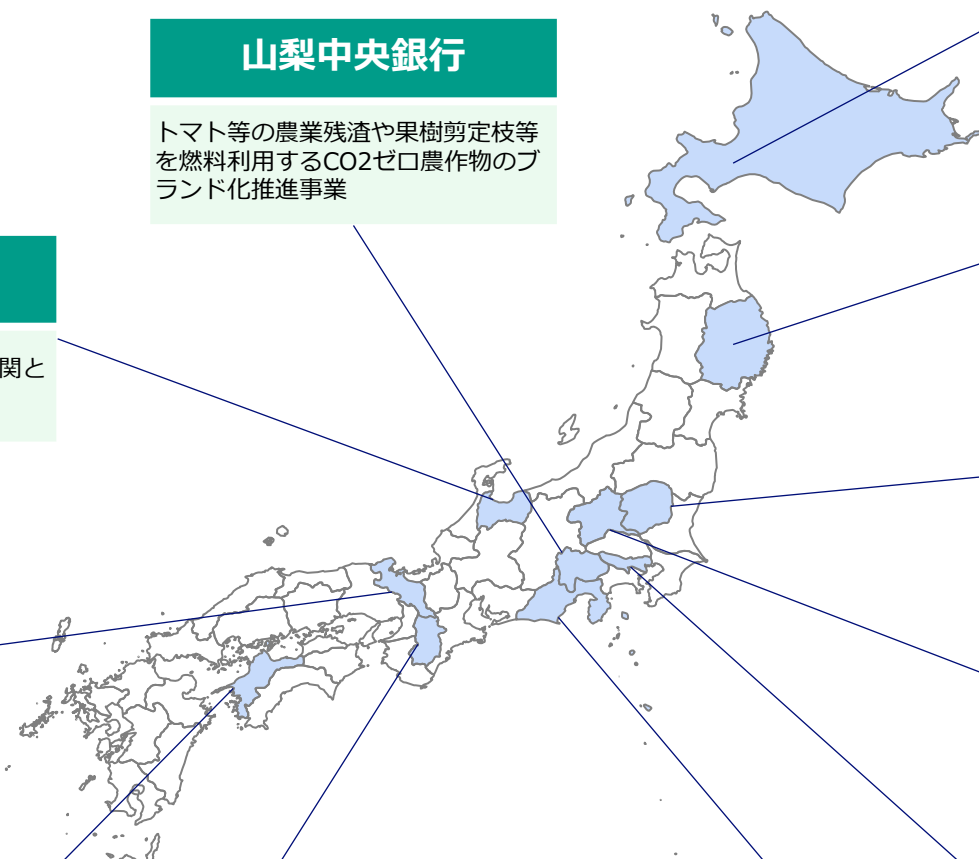 山梨中央銀行
トマト等の農業残渣や果樹剪定枝等
を燃料利用するCO2ゼロ農作物のブ
ランド化推進事業
関と